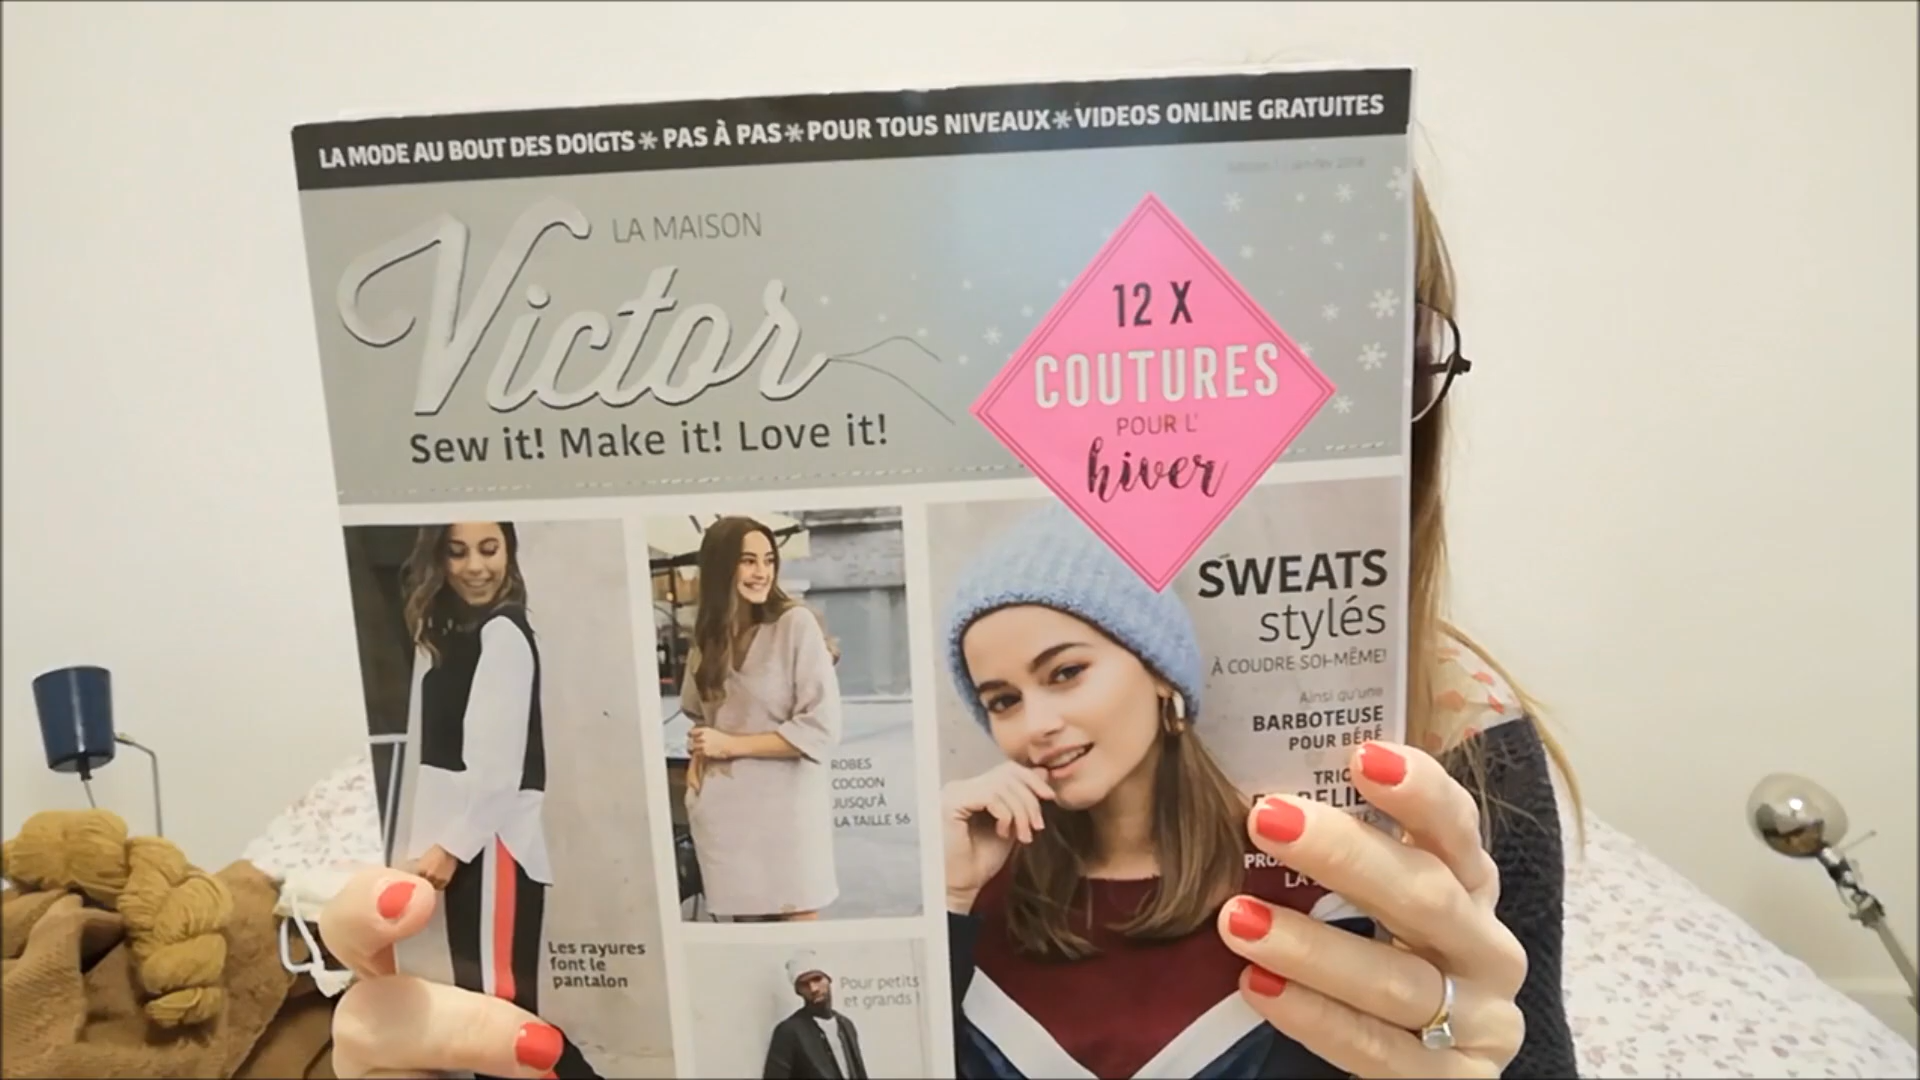 LA MODE AU BOUT DES DOIGTS * PAS À PAS * POUR TOUS NIVEAUX * VIDEOS ONLINE GRATUITES
LA MAISON
Victor
Sew it! Make it! Love it!
12 X
COUTURES
POUR L'
hiver
SWEATS
stylés
À COUDRE SOI-MÊME!
Ainsi qu'une
BARBOTEUSE
POUR BÉBÉ
ROBES
COCOON
JUSQU'À
LA TAILLE 56
Les rayures
font le
pantalon
Pour petits
et grands !